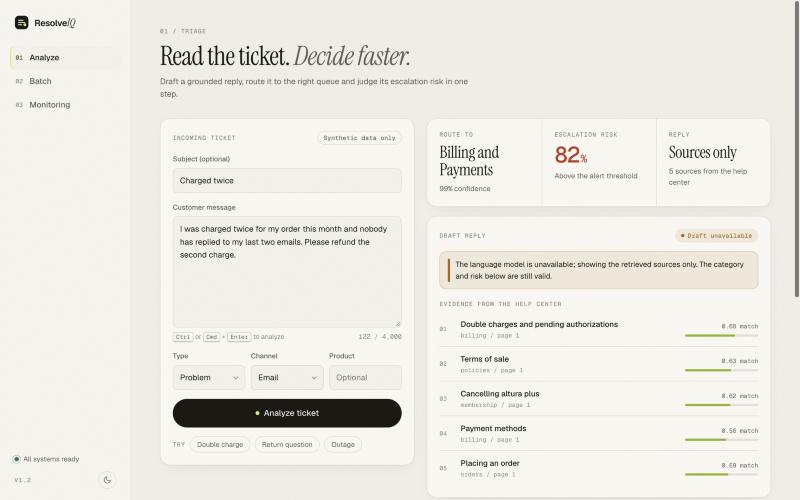 ResolveIQ
01 Analyze
02 Batch
03 Monitoring
All systems ready
V1.2
01 / TRIAGE
Read the ticket. Decide faster.
Draft a grounded reply, route it to the right queue and judge its escalation risk in one
step.
INCOMING TICKET
Synthetic data only
Subject (optional)
Charged twice
Customer message
I was charged twice for my order this month and nobody
has replied to my last two emails. Please refund the
second charge.
Ctrl or Cmd + Enter to analyze
122 / 4,000
Type
Channel
Product
Problem
Email
Optional
Analyze ticket
TRY
Double charge
Return question
Outage
ROUTE TO
Billing and
Payments
99% confidence
ESCALATION RISK
82%
Above the alert threshold
REPLY
Sources only
5 sources from the help
center
DRAFT REPLY
Draft unavailable
The language model is unavailable; showing the retrieved sources only. The category
and risk below are still valid.
EVIDENCE FROM THE HELP CENTER
01 Double charges and pending authorizations 0.68 match
billing / page 1
02 Terms of sale 0.63 match
policies / page 1
03 Cancelling altura plus 0.62 match
membership / page 1
04 Payment methods 0.56 match
billing / page 1
05 Placing an order 0.59 match
orders / page 1